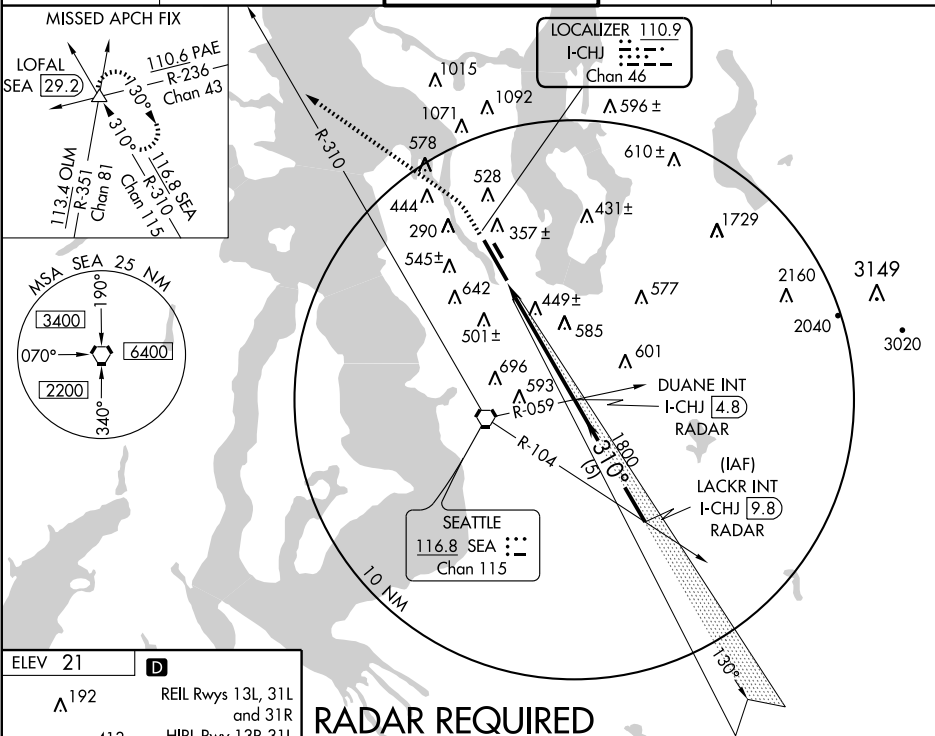 MISSED APCH FIX
LOFAL
SEA 29.2
110.6 PAE
R-236
Chan 43
130°
310°
116.8 SEA
R-310
Chan 115
113.4 OLM
R-351
Chan 81
MSA SEA 25 NM
190°
3400
070°
6400
2200
340°
LOCALIZER 110.9
I-CHJ
Chan 46
R-310
1015
1071
1092
596 ±
578
610 ±
528
444
431 ±
290
357 ±
1729
545 ±
2160
3149
642
449 ±
577
2040
501 ±
585
3020
696
601
593
R-059
DUANE INT
I-CHJ 4.8
RADAR
R-104
1800
310°
(5)
(IAF)
LACKR INT
I-CHJ 9.8
RADAR
SEATTLE
116.8 SEA
Chan 115
10 NM
130°
ELEV 21
D
192
REIL Rwys 13L, 31L
and 31R
412
HIRL Rwy 13R-31L
RADAR REQUIRED